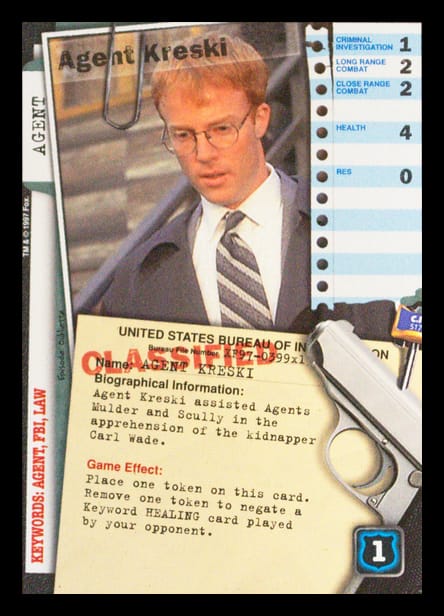 Agent Kreski
CRIMINAL
INVESTIGATION 1
LONG RANGE
COMBAT 2
CLOSE RANGE
COMBAT 2
HEALTH 4
RES 0
AGENT
TM & © 1997 Fox.
KEYWORDS: AGENT, FBI, LAW
UNITED STATES BUREAU OF IN ON
Bureau File Number XF97-0399x1
CLASSIFIED
Name: AGENT KRESKI
Biographical Information:
Agent Kreski assisted Agents
Mulder and Scully in the
apprehension of the kidnapper
Carl Wade.
Game Effect:
Place one token on this card.
Remove one token to negate a
Keyword HEALING card played
by your opponent.
1